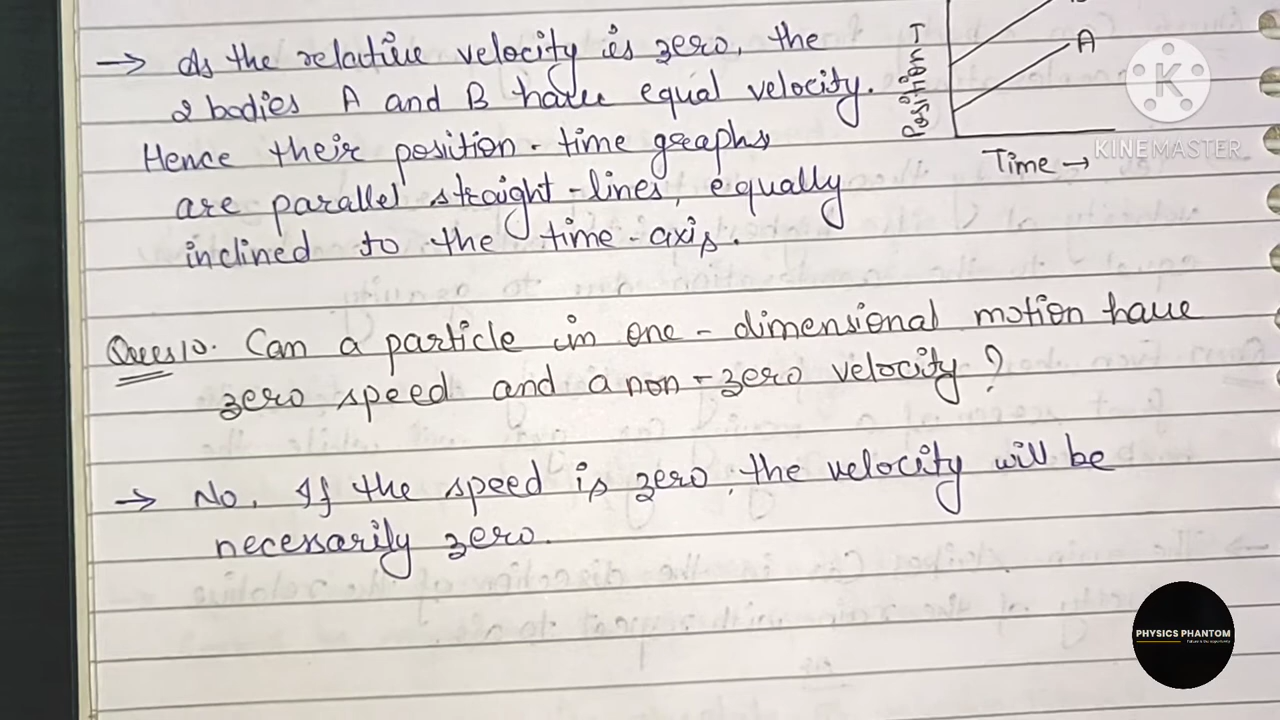 → As the relative velocity is zero, the
2 bodies A and B have equal velocity.
Hence their position - time graphs
are parallel straight - lines, equally
inclined to the time - axis.
A
Position →
Time →
KINEMASTER
Ques10. Can a particle in one - dimensional motion have
zero speed and a non - zero velocity?
→ No. If the speed is zero, the velocity will be
necessarily zero.
PHYSICS PHANTOM